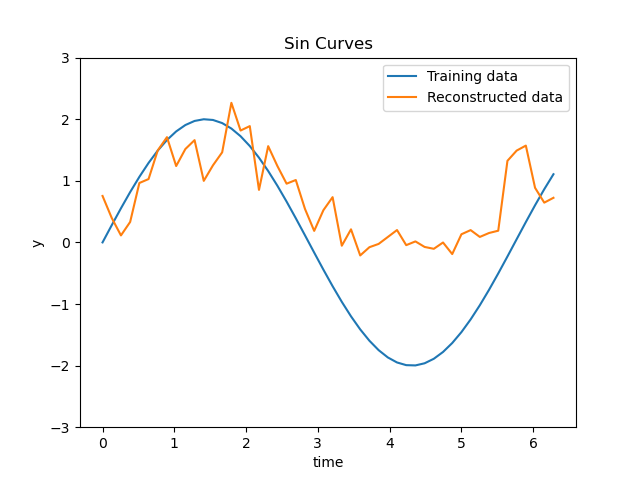 Sin Curves
Training data
Reconstructed data
3
2
1
0
−1
−2
−3
y
0 1 2 3 4 5 6
time